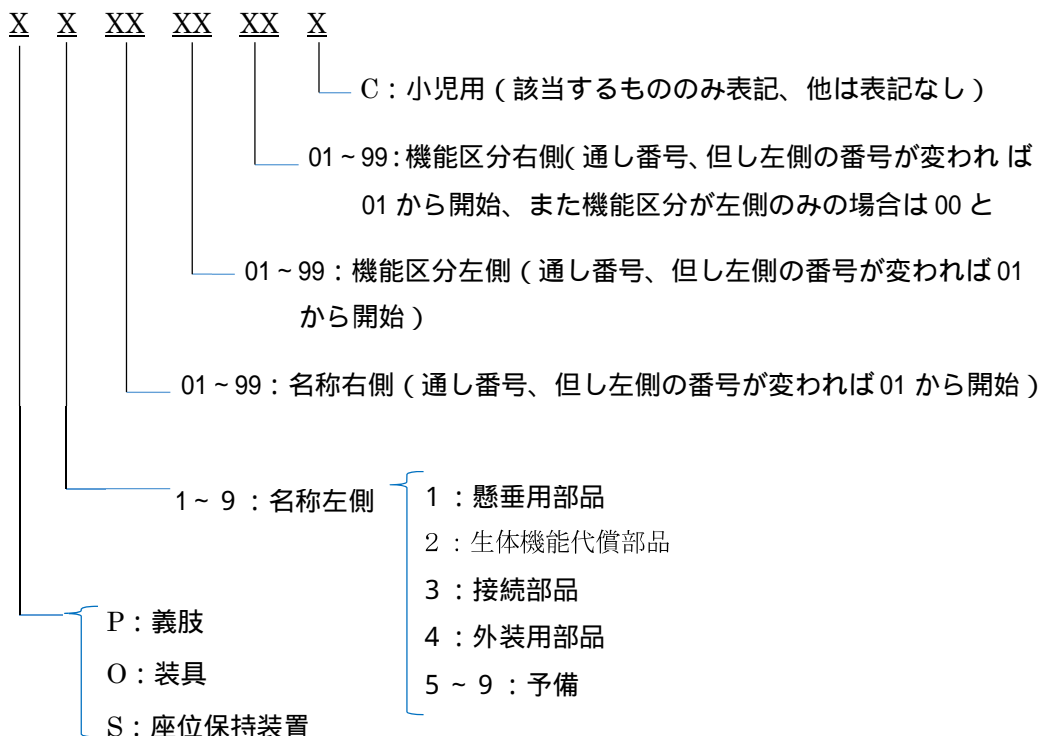 X X XX XX XX X
C：小児用（該当するもののみ表記、他は表記なし）
01～99：機能区分右側（通し番号、但し左側の番号が変われ ば
01 から開始、また機能区分が左側のみの場合は 00 と
01～99：機能区分左側（通し番号、但し左側の番号が変われば 01
から開始）
01～99：名称右側（通し番号、但し左側の番号が変われば 01 から開始）
1～ 9 ：名称左側
1 ：懸垂用部品
2 ：生体機能代償部品
3 ：接続部品
4 ：外装用部品
5 ～ 9 ：予備
P：義肢
O：装具
S：座位保持装置